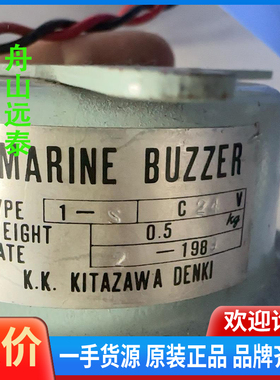 舟山远泰
MARINE BUZZER
YPE 1-S C 24 V
EIGHT 0.5 kg
ATE -198
K.K. KITAZAWA DENKI
价
欢迎
一手货源 原装正品 品牌